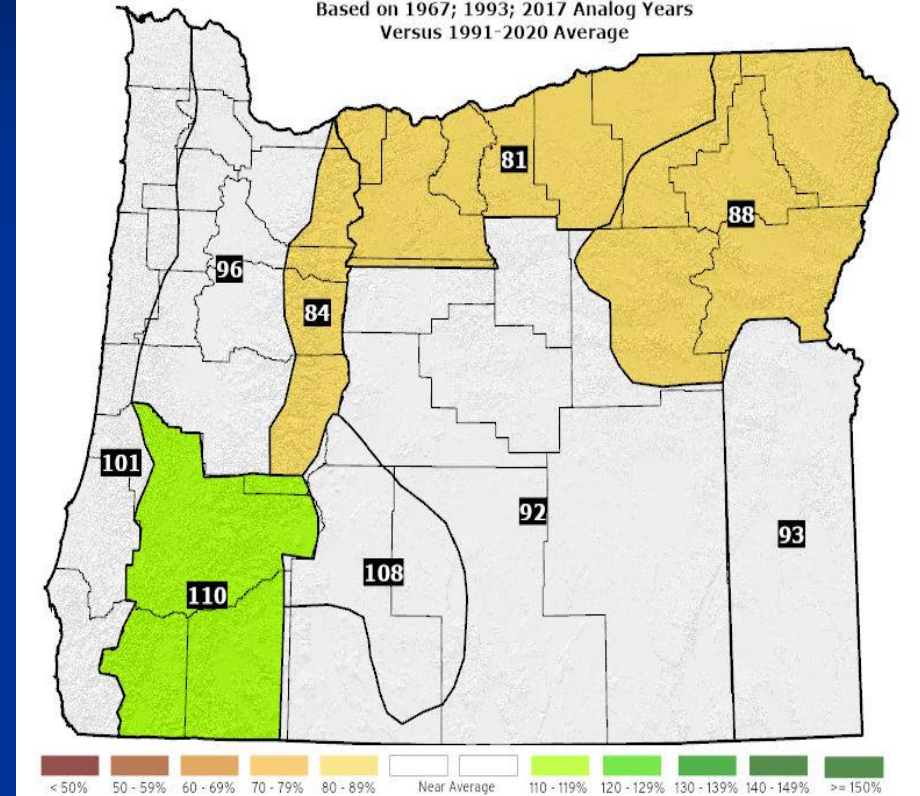 Based on 1967; 1993; 2017 Analog Years
Versus 1991-2020 Average
81
88
96
84
101
92
93
108
110
< 50%
50 - 59%
60 - 69%
70 - 79%
80 - 89%
Near Average
110 - 119%
120 - 129%
130 - 139%
140 - 149%
>= 150%